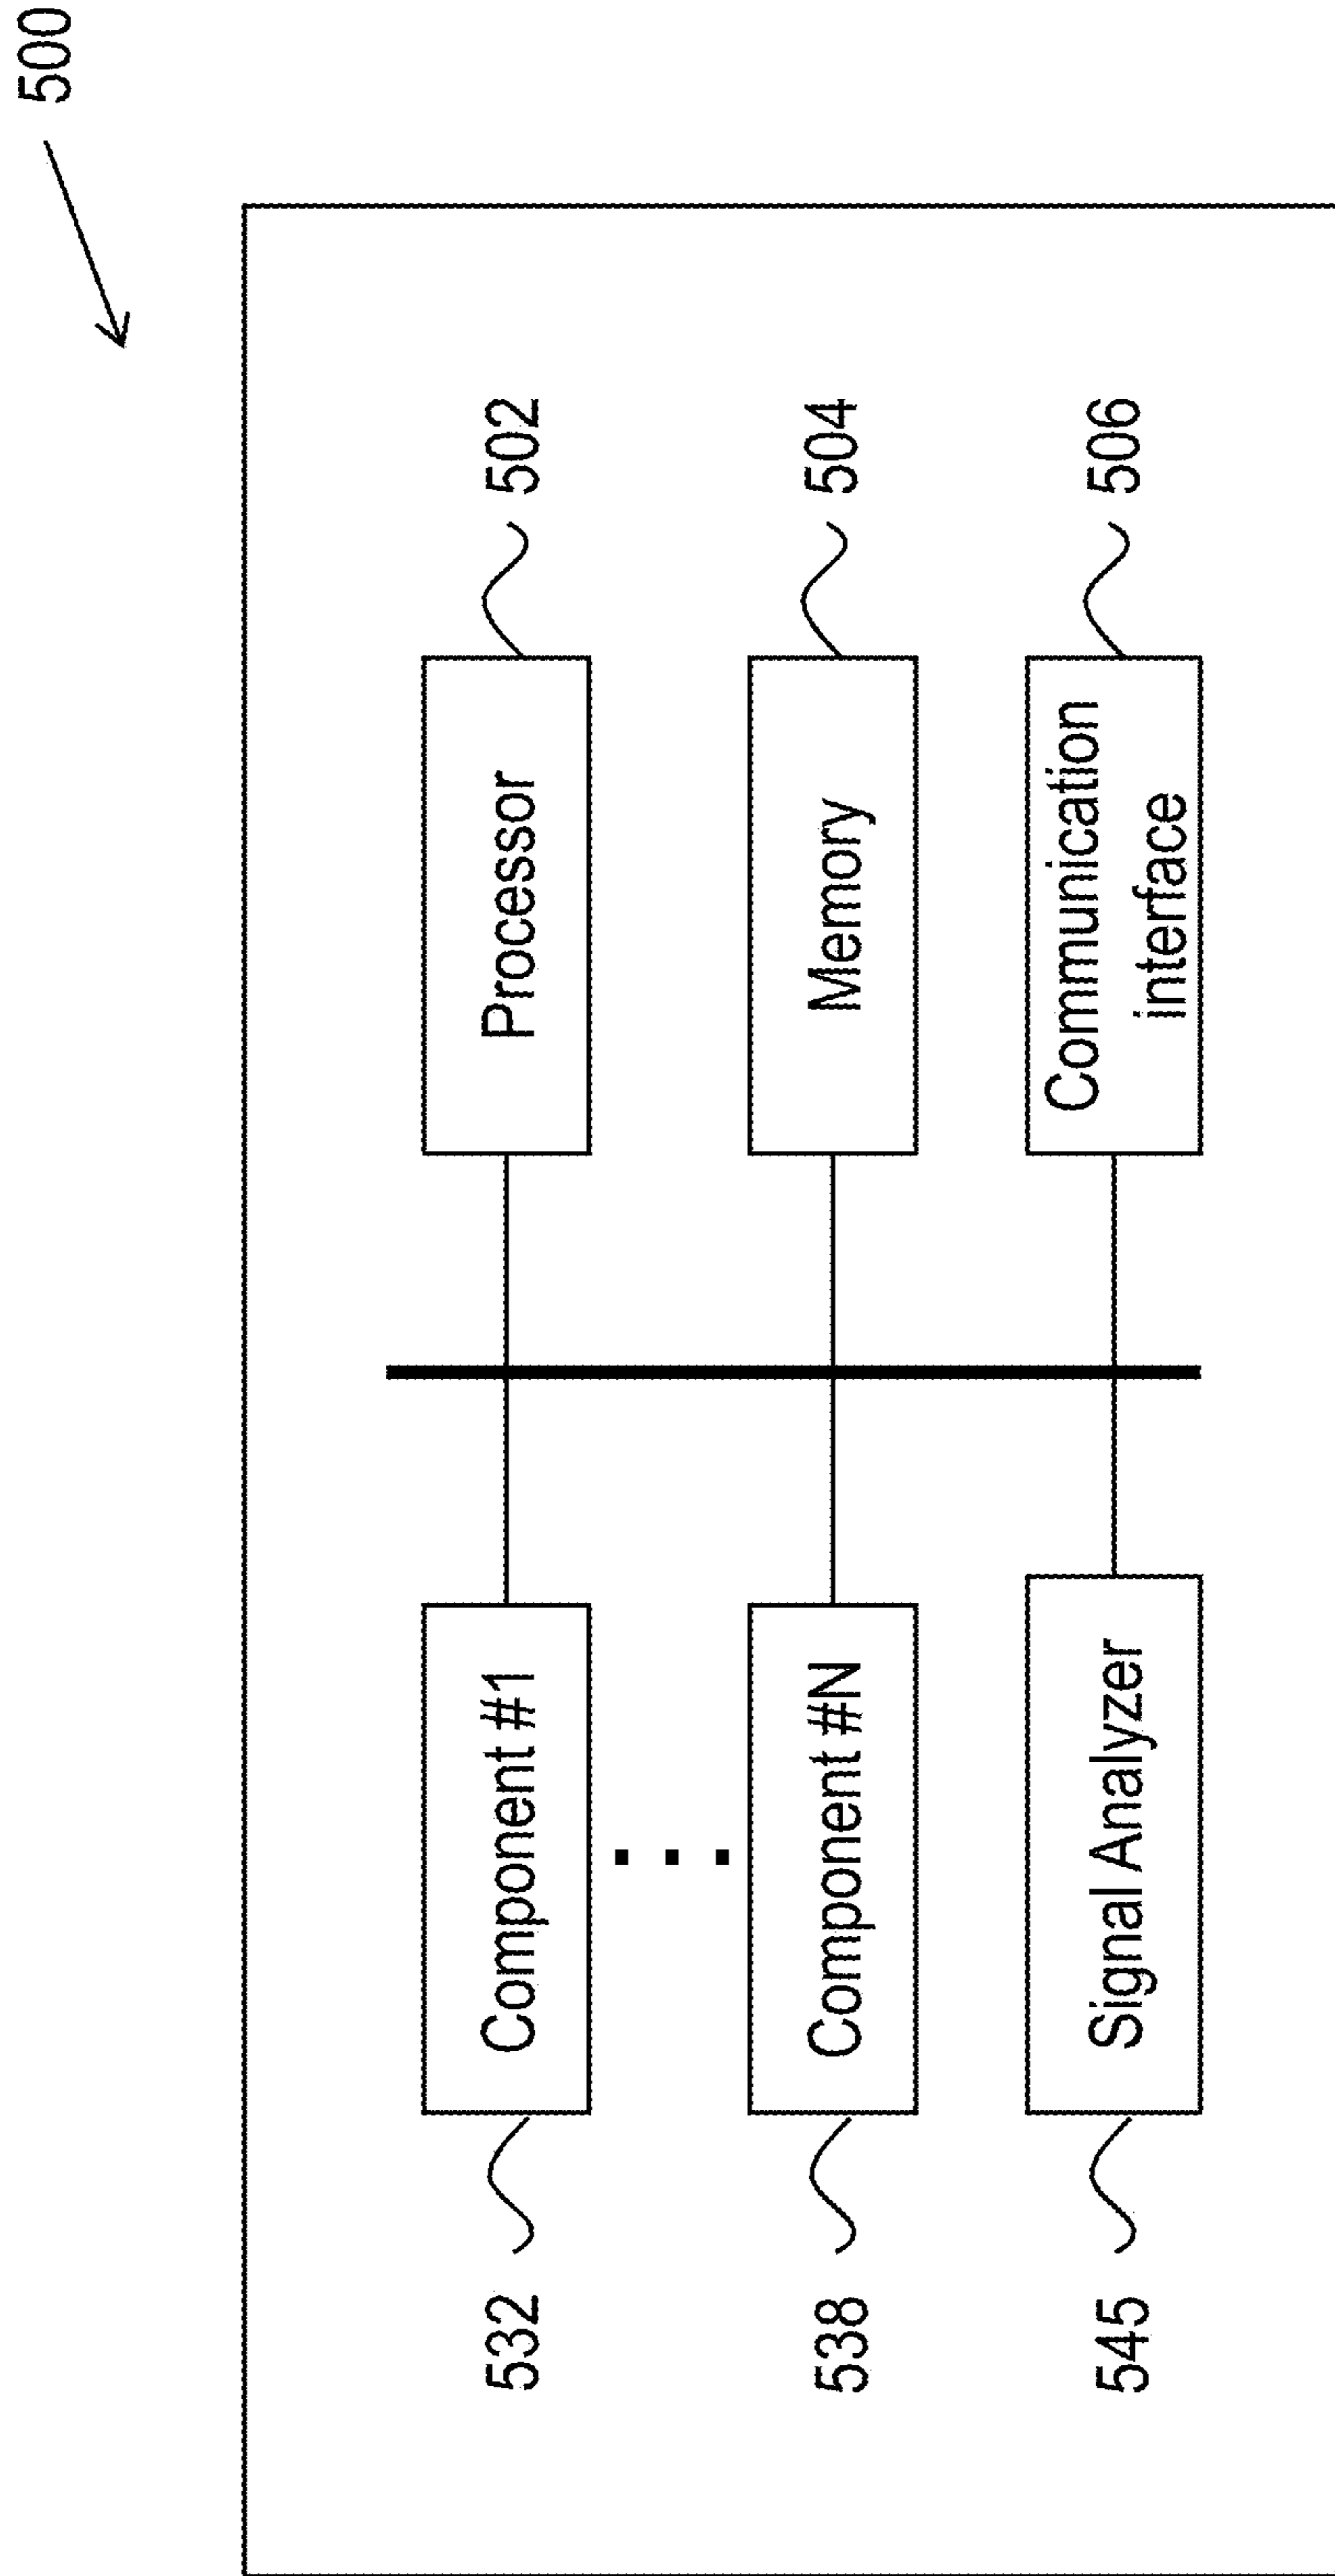 500
532
Component #1
Processor
502
. . .
538
Component #N
Memory
504
545
Signal Analyzer
Communication
interface
506